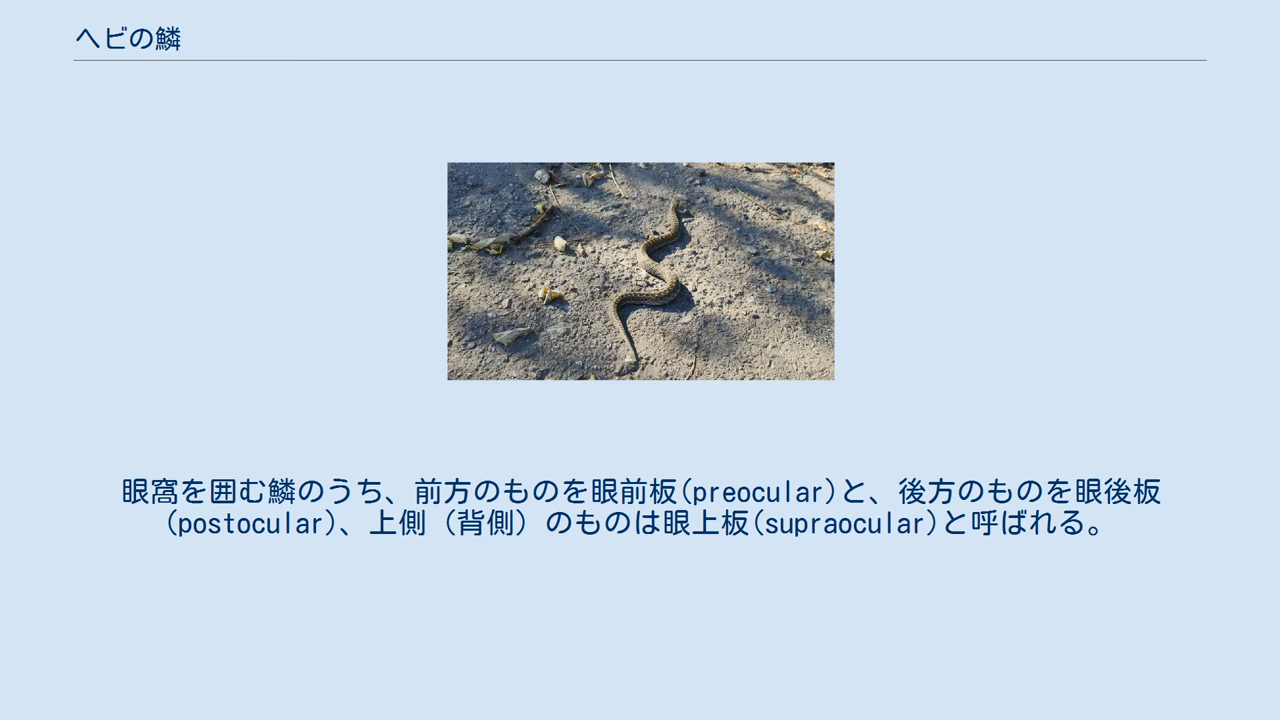 ヘビの鱗
眼窩を囲む鱗のうち、前方のものを眼前板(preocular)と、後方のものを眼後板
(postocular)、上側（背側）のものは眼上板(supraocular)と呼ばれる。